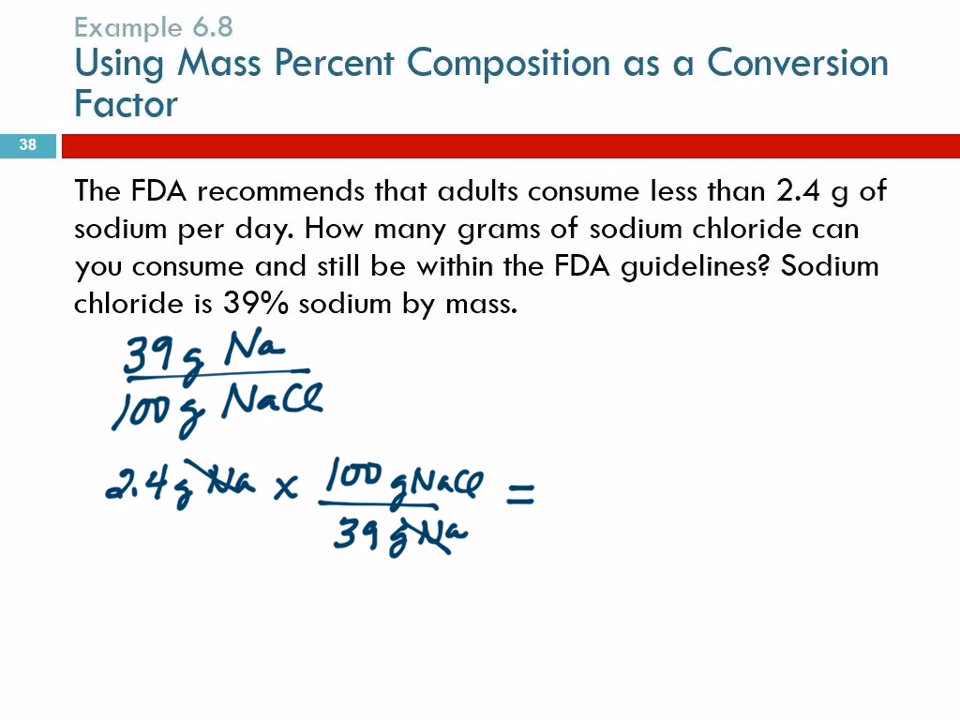 Example 6.8
Using Mass Percent Composition as a Conversion
Factor
38
The FDA recommends that adults consume less than 2.4 g of
sodium per day. How many grams of sodium chloride can
you consume and still be within the FDA guidelines? Sodium
chloride is 39% sodium by mass.
39 g Na
100 g NaCl
2.4 g Na x 100 g NaCl =
39 g Na